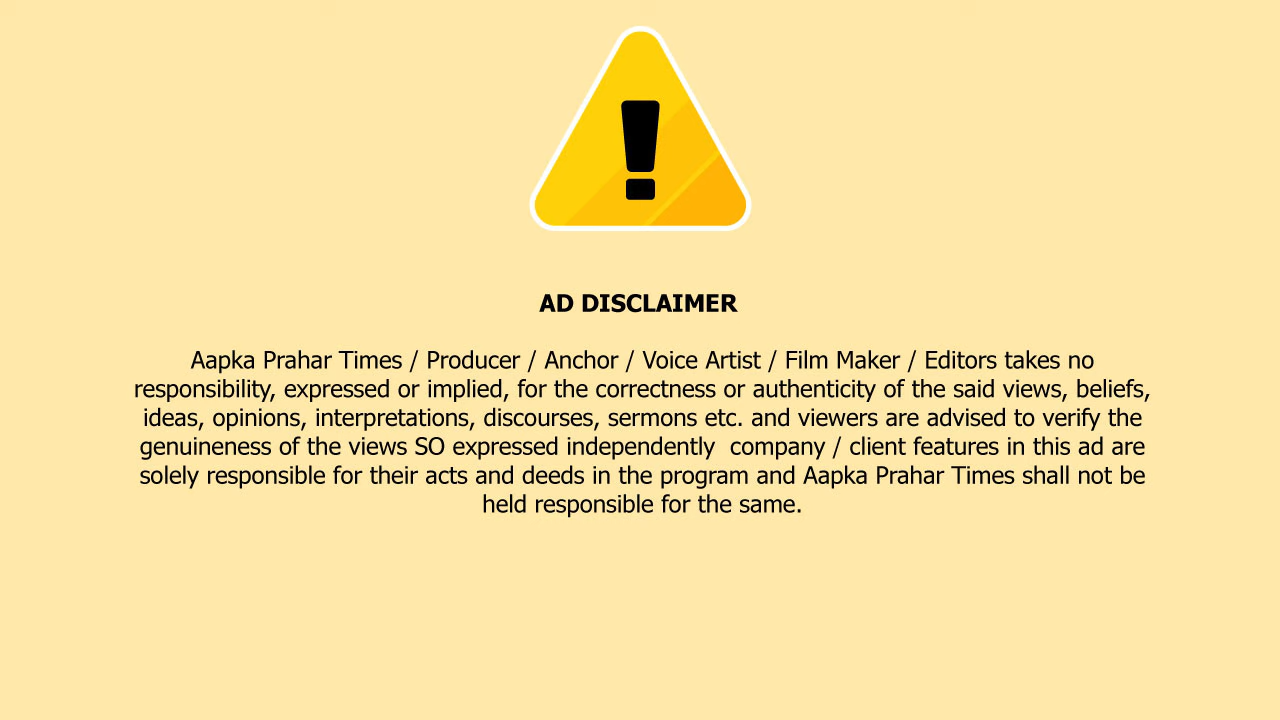 AD DISCLAIMER
Aapka Prahar Times / Producer / Anchor / Voice Artist / Film Maker / Editors takes no
responsibility, expressed or implied, for the correctness or authenticity of the said views, beliefs,
ideas, opinions, interpretations, discourses, sermons etc. and viewers are advised to verify the
genuineness of the views SO expressed independently  company / client features in this ad are
solely responsible for their acts and deeds in the program and Aapka Prahar Times shall not be
held responsible for the same.